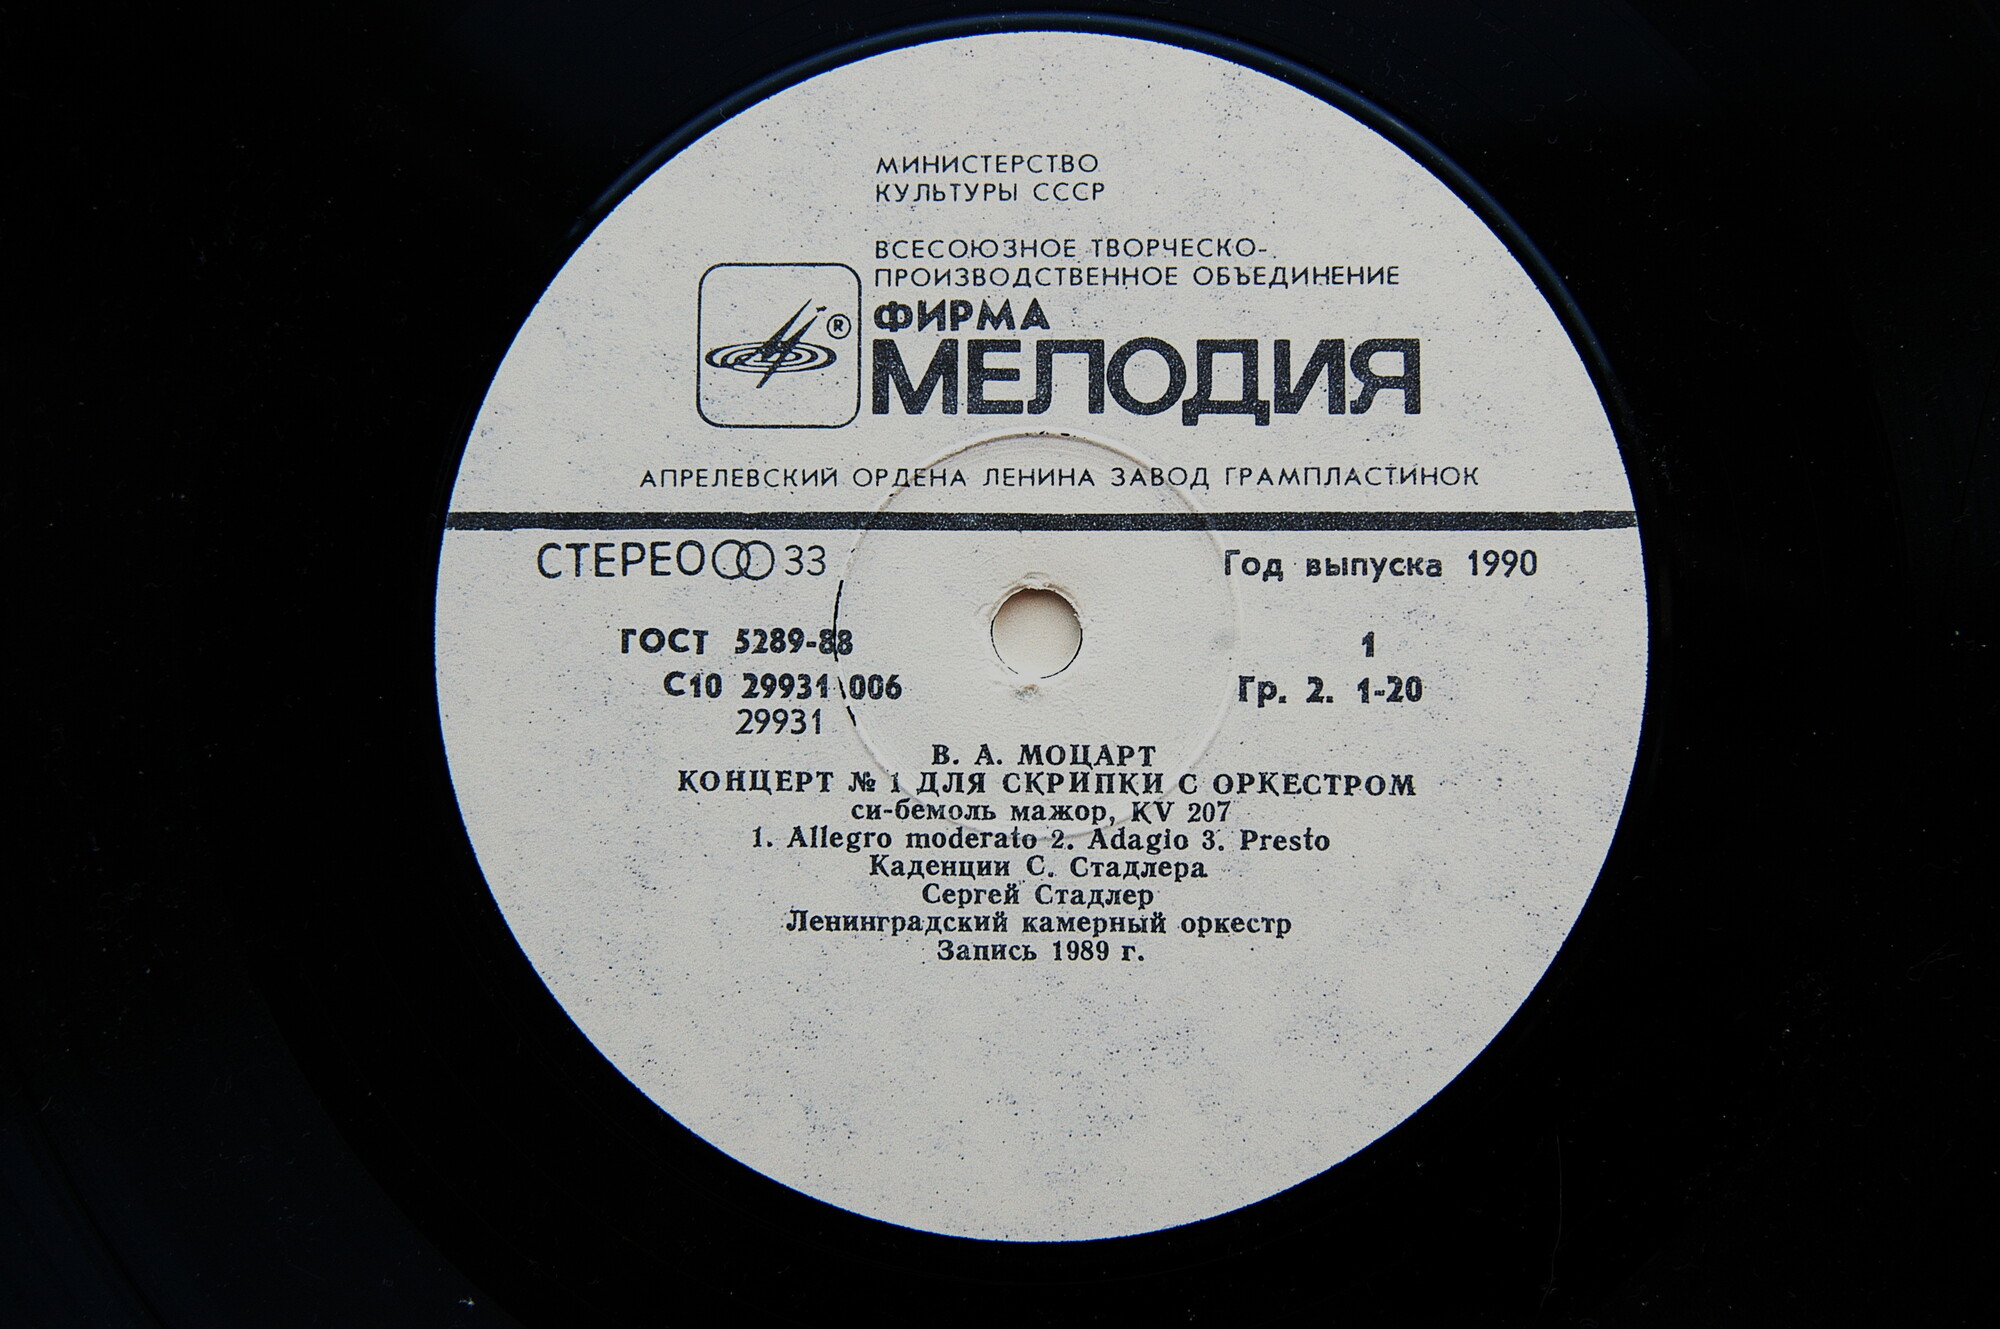 МИНИСТЕРСТВО
КУЛЬТУРЫ СССР
ВСЕСОЮЗНОЕ ТВОРЧЕСКО-
ПРОИЗВОДСТВЕННОЕ ОБЪЕДИНЕНИЕ
ФИРМА
®
МЕЛОДИЯ
АПРЕЛЕВСКИЙ ОРДЕНА ЛЕНИНА ЗАВОД ГРАМПЛАСТИНОК
СТЕРЕО 33
Год выпуска 1990
ГОСТ 5289-88
1
С10 29931 006
Гр. 2. 1-20
29931
В. А. МОЦАРТ
КОНЦЕРТ № 1 ДЛЯ СКРИПКИ С ОРКЕСТРОМ
си-бемоль мажор, KV 207
1. Allegro moderato 2. Adagio 3. Presto
Каденции С. Стадлера
Сергей Стадлер
Ленинградский камерный оркестр
Запись 1989 г.